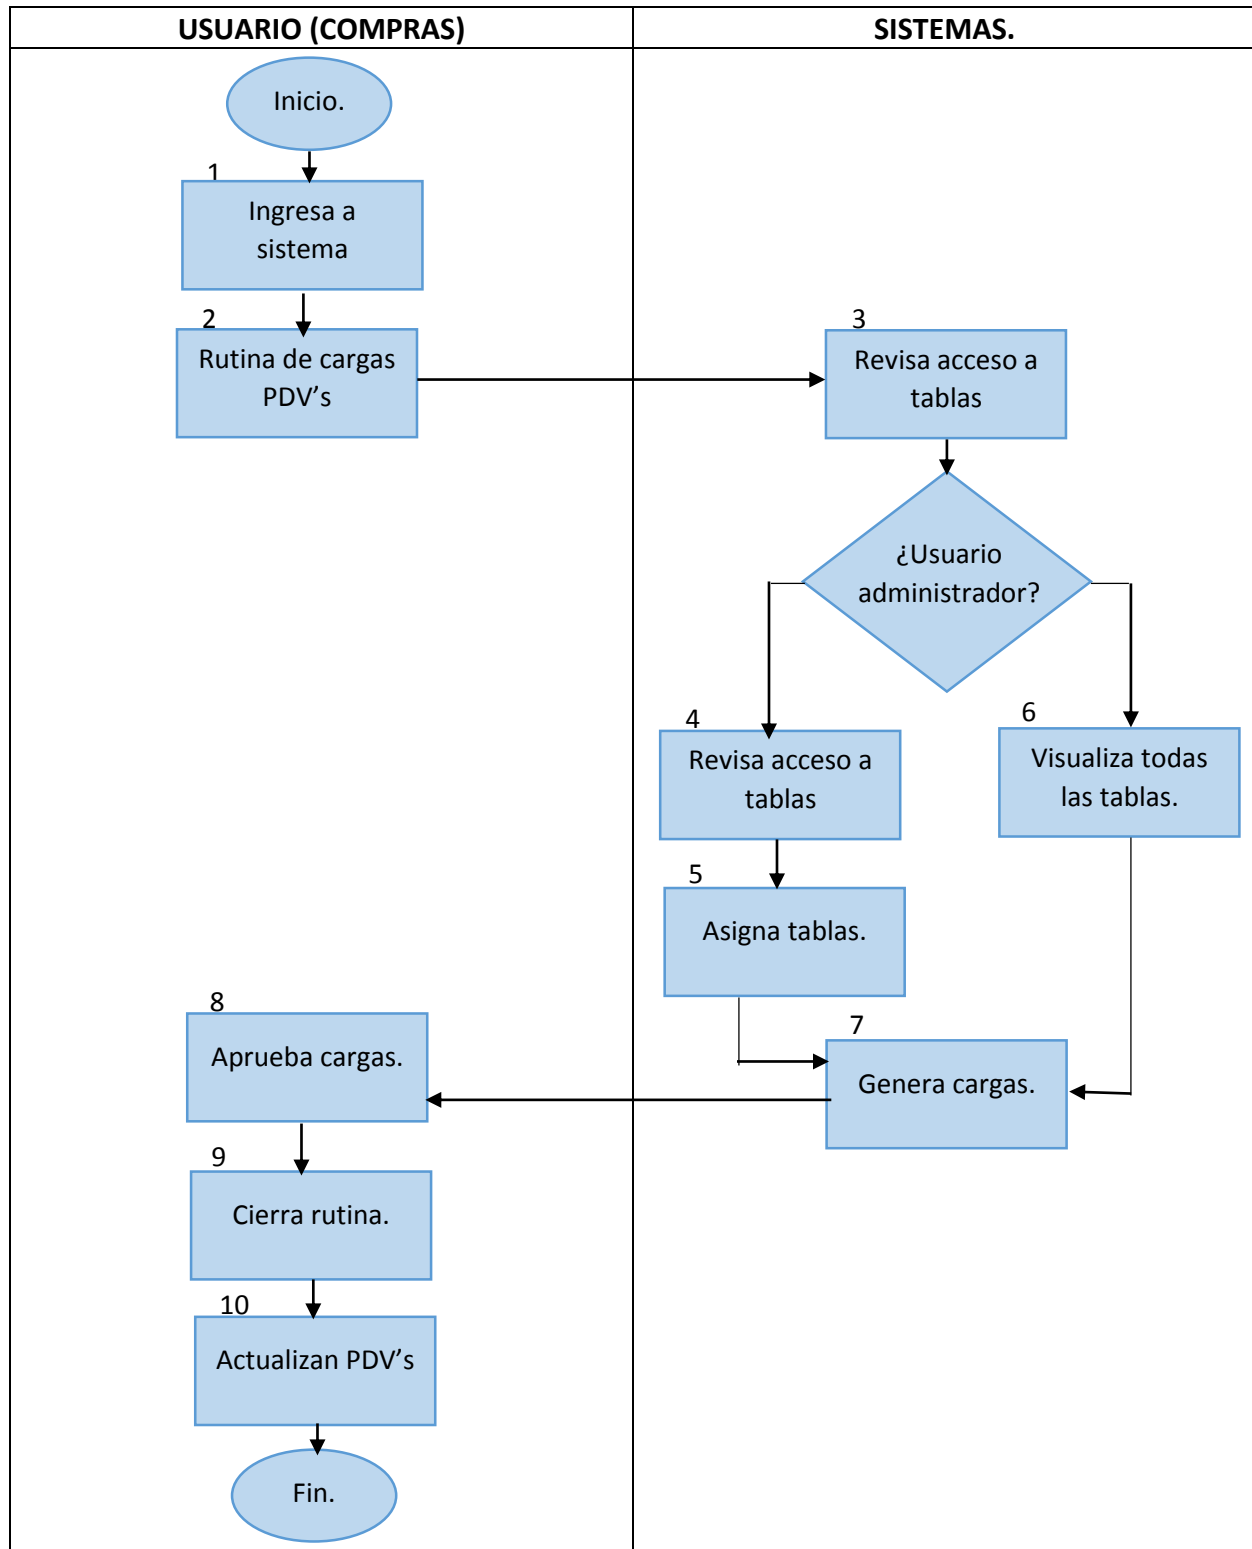 USUARIO (COMPRAS)
SISTEMAS.
Inicio.
1
Ingresa a
sistema
2
Rutina de cargas
PDV’s
3
Revisa acceso a
tablas
¿Usuario
administrador?
4
Revisa acceso a
tablas
6
Visualiza todas
las tablas.
5
Asigna tablas.
7
Genera cargas.
8
Aprueba cargas.
9
Cierra rutina.
10
Actualizan PDV’s
Fin.